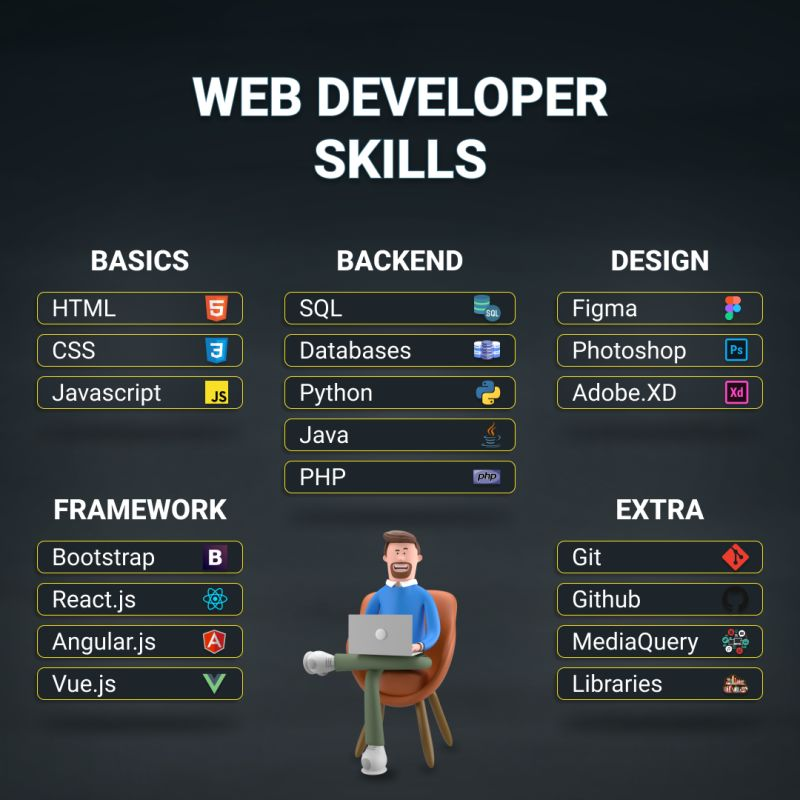 WEB DEVELOPER
SKILLS
BASICS
HTML
5
CSS
3
Javascript
JS
BACKEND
SQL
SQL
Databases
Python
Java
PHP
php
DESIGN
Figma
Photoshop
Ps
Adobe.XD
Xd
FRAMEWORK
Bootstrap
B
React.js
Angular.js
A
Vue.js
EXTRA
Git
Github
MediaQuery
Libraries